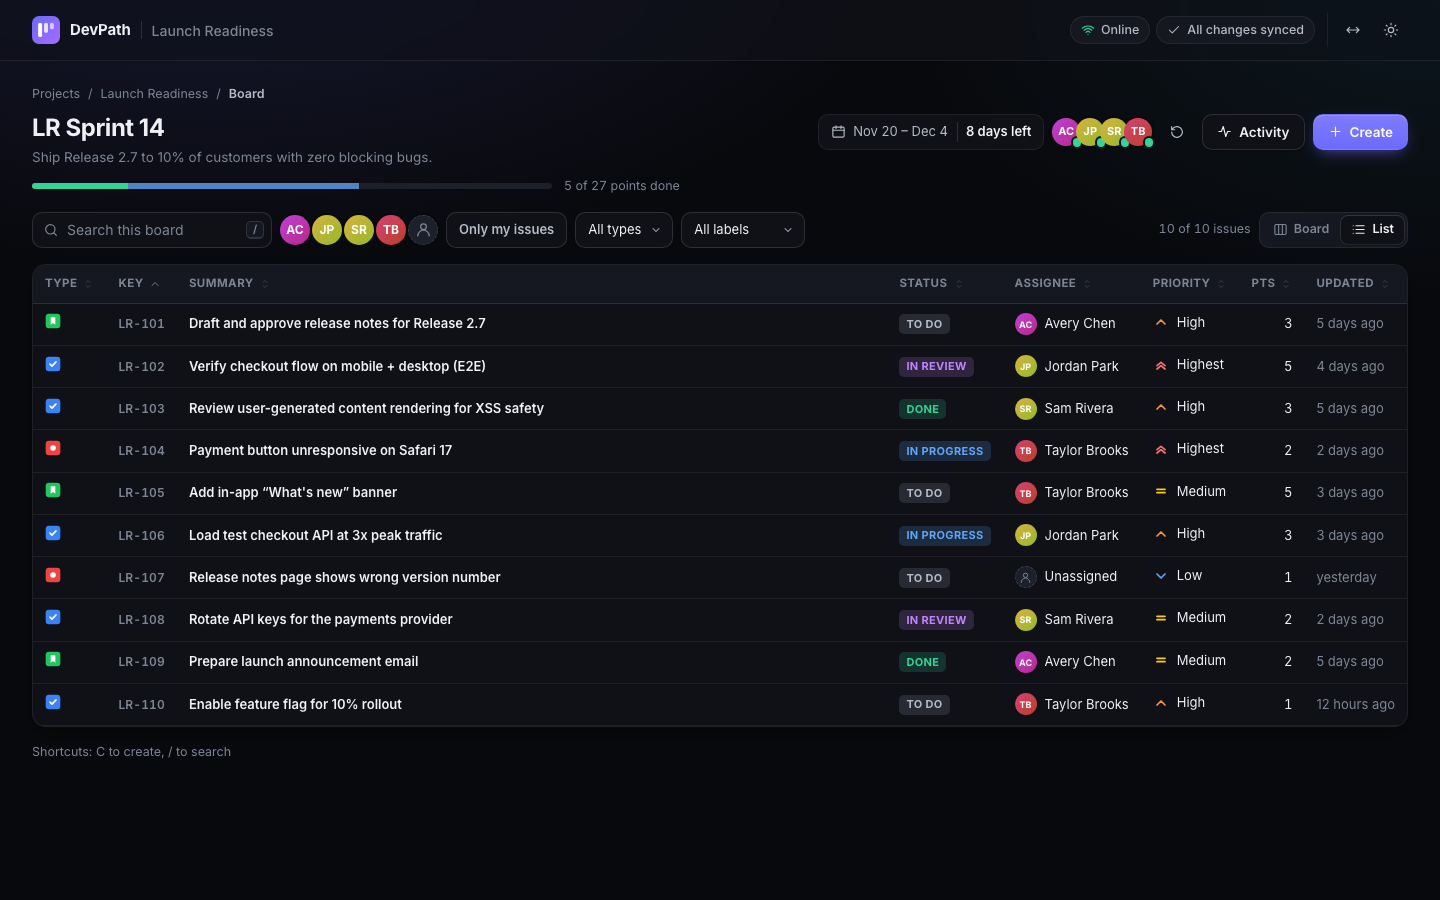 DevPath Launch Readiness Online All changes synced
Projects / Launch Readiness / Board
LR Sprint 14
Nov 20 – Dec 4 8 days left AC JP SR TB Activity Create
Ship Release 2.7 to 10% of customers with zero blocking bugs.
5 of 27 points done
Search this board / AC JP SR TB Only my issues All types All labels 10 of 10 issues Board List
TYPE KEY SUMMARY STATUS ASSIGNEE PRIORITY PTS UPDATED
LR-101 Draft and approve release notes for Release 2.7 TO DO AC Avery Chen High 3 5 days ago
LR-102 Verify checkout flow on mobile + desktop (E2E) IN REVIEW JP Jordan Park Highest 5 4 days ago
LR-103 Review user-generated content rendering for XSS safety DONE SR Sam Rivera High 3 5 days ago
LR-104 Payment button unresponsive on Safari 17 IN PROGRESS TB Taylor Brooks Highest 2 2 days ago
LR-105 Add in-app “What's new” banner TO DO TB Taylor Brooks Medium 5 3 days ago
LR-106 Load test checkout API at 3x peak traffic IN PROGRESS JP Jordan Park High 3 3 days ago
LR-107 Release notes page shows wrong version number TO DO Unassigned Low 1 yesterday
LR-108 Rotate API keys for the payments provider IN REVIEW SR Sam Rivera Medium 2 2 days ago
LR-109 Prepare launch announcement email DONE AC Avery Chen Medium 2 5 days ago
LR-110 Enable feature flag for 10% rollout TO DO TB Taylor Brooks High 1 12 hours ago
Shortcuts: C to create, / to search